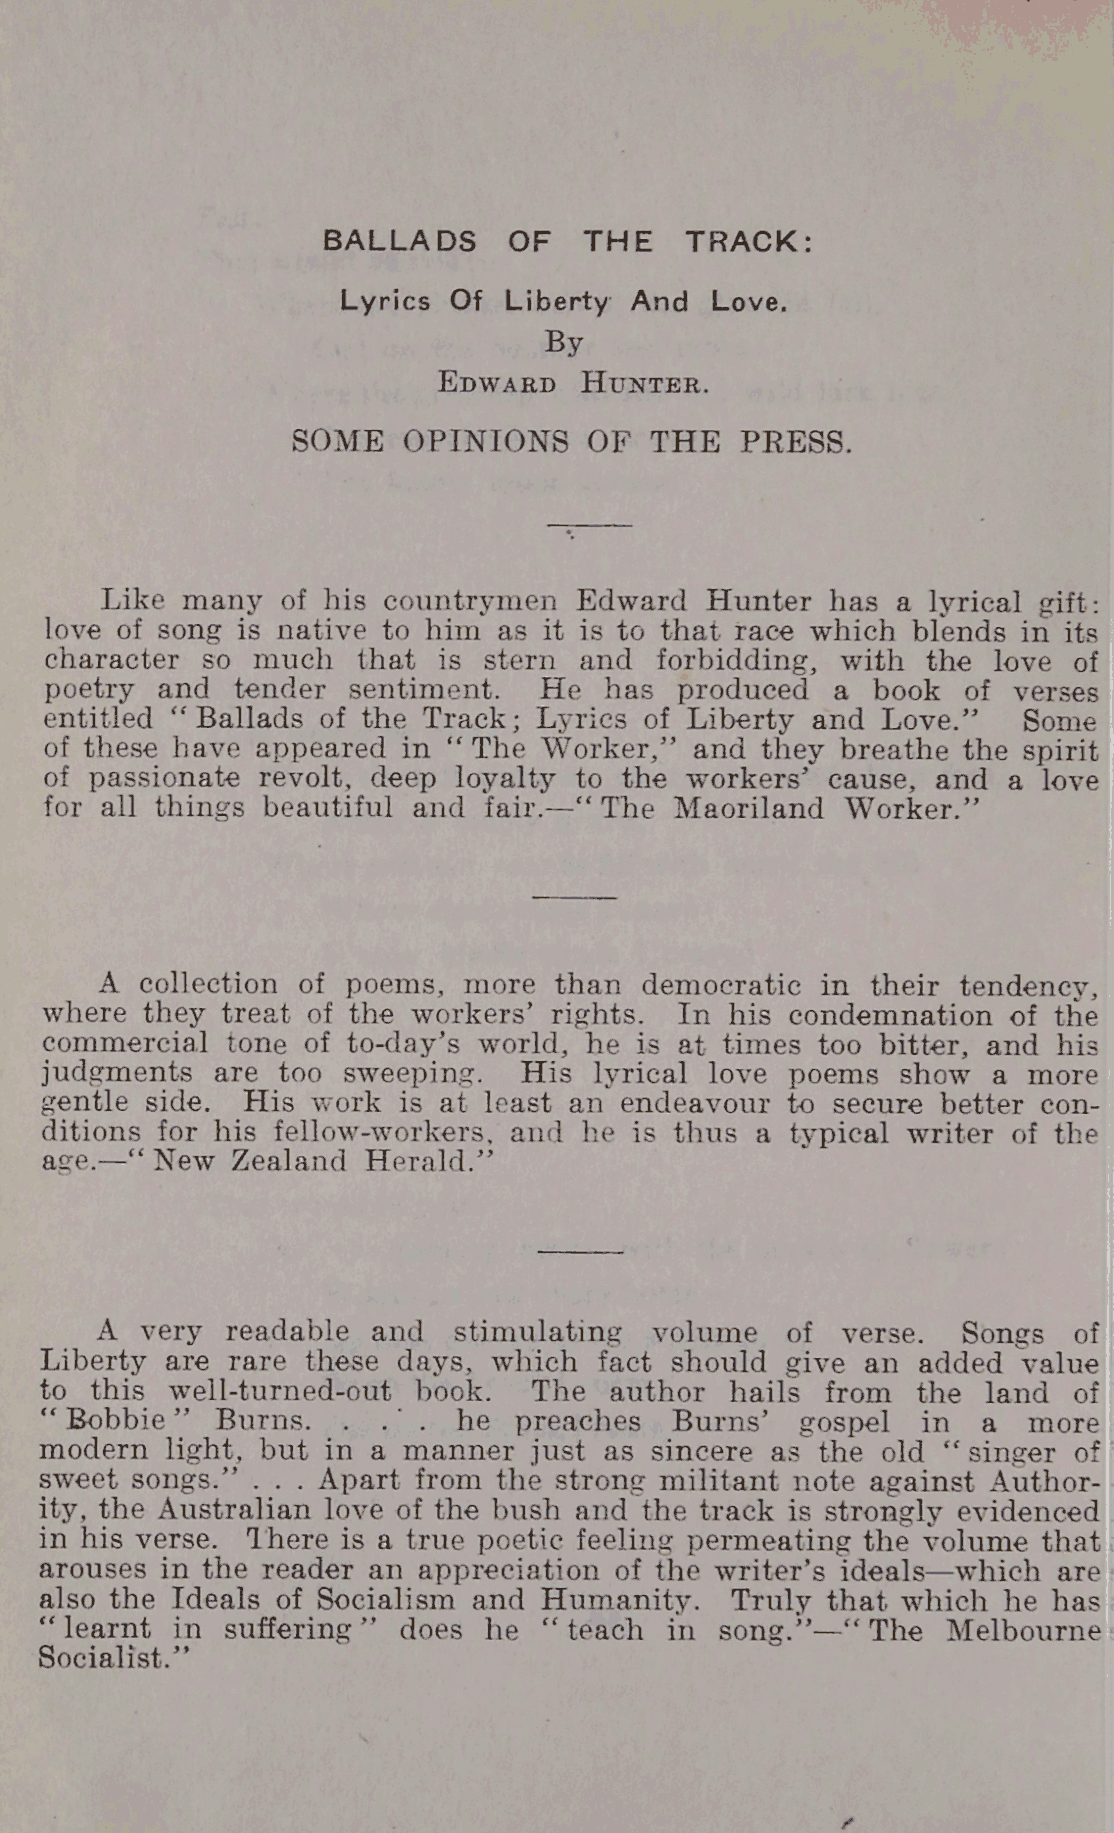 BALLADS OF THE TRACK:
Lyrics Of Liberty And Love.
By
EDWARD HUNTER.
SOME OPINIONS OF THE PRESS.
Like many of his countrymen Edward Hunter has a lyrical gift:
love of song is native to him as it is to that race which blends in its
character so much that is stern and forbidding, with the love of
poetry and tender sentiment. He has produced a book of verses
entitled “Ballads of the Track; Lyrics of Liberty and Love.” Some
of these have appeared in “The Worker,” and they breathe the spirit
of passionate revolt, deep loyalty to the workers’ cause, and a love
for all things beautiful and fair.—“The Maoriland Worker.”
A collection of poems, more than democratic in their tendency,
where they treat of the workers’ rights. In his condemnation of the
commercial tone of to-day’s world, he is at times too bitter, and his
judgments are too sweeping. His lyrical love poems show a more
gentle side. His work is at least an endeavour to secure better con-
ditions for his fellow-workers, and he is thus a typical writer of the
age.—“New Zealand Herald.”
A very readable and stimulating volume of verse. Songs of
Liberty are rare these days, which fact should give an added value
to this well-turned-out book. The author hails from the land of
“Bobbie” Burns. . . . he preaches Burns’ gospel in a more
modern light, but in a manner just as sincere as the old “singer of
sweet songs.” . . . Apart from the strong militant note against Author-
ity, the Australian love of the bush and the track is strongly evidenced
in his verse. There is a true poetic feeling permeating the volume that
arouses in the reader an appreciation of the writer’s ideals—which are
also the Ideals of Socialism and Humanity. Truly that which he has
“learnt in suffering” does he “teach in song.”—“The Melbourne
Socialist.”